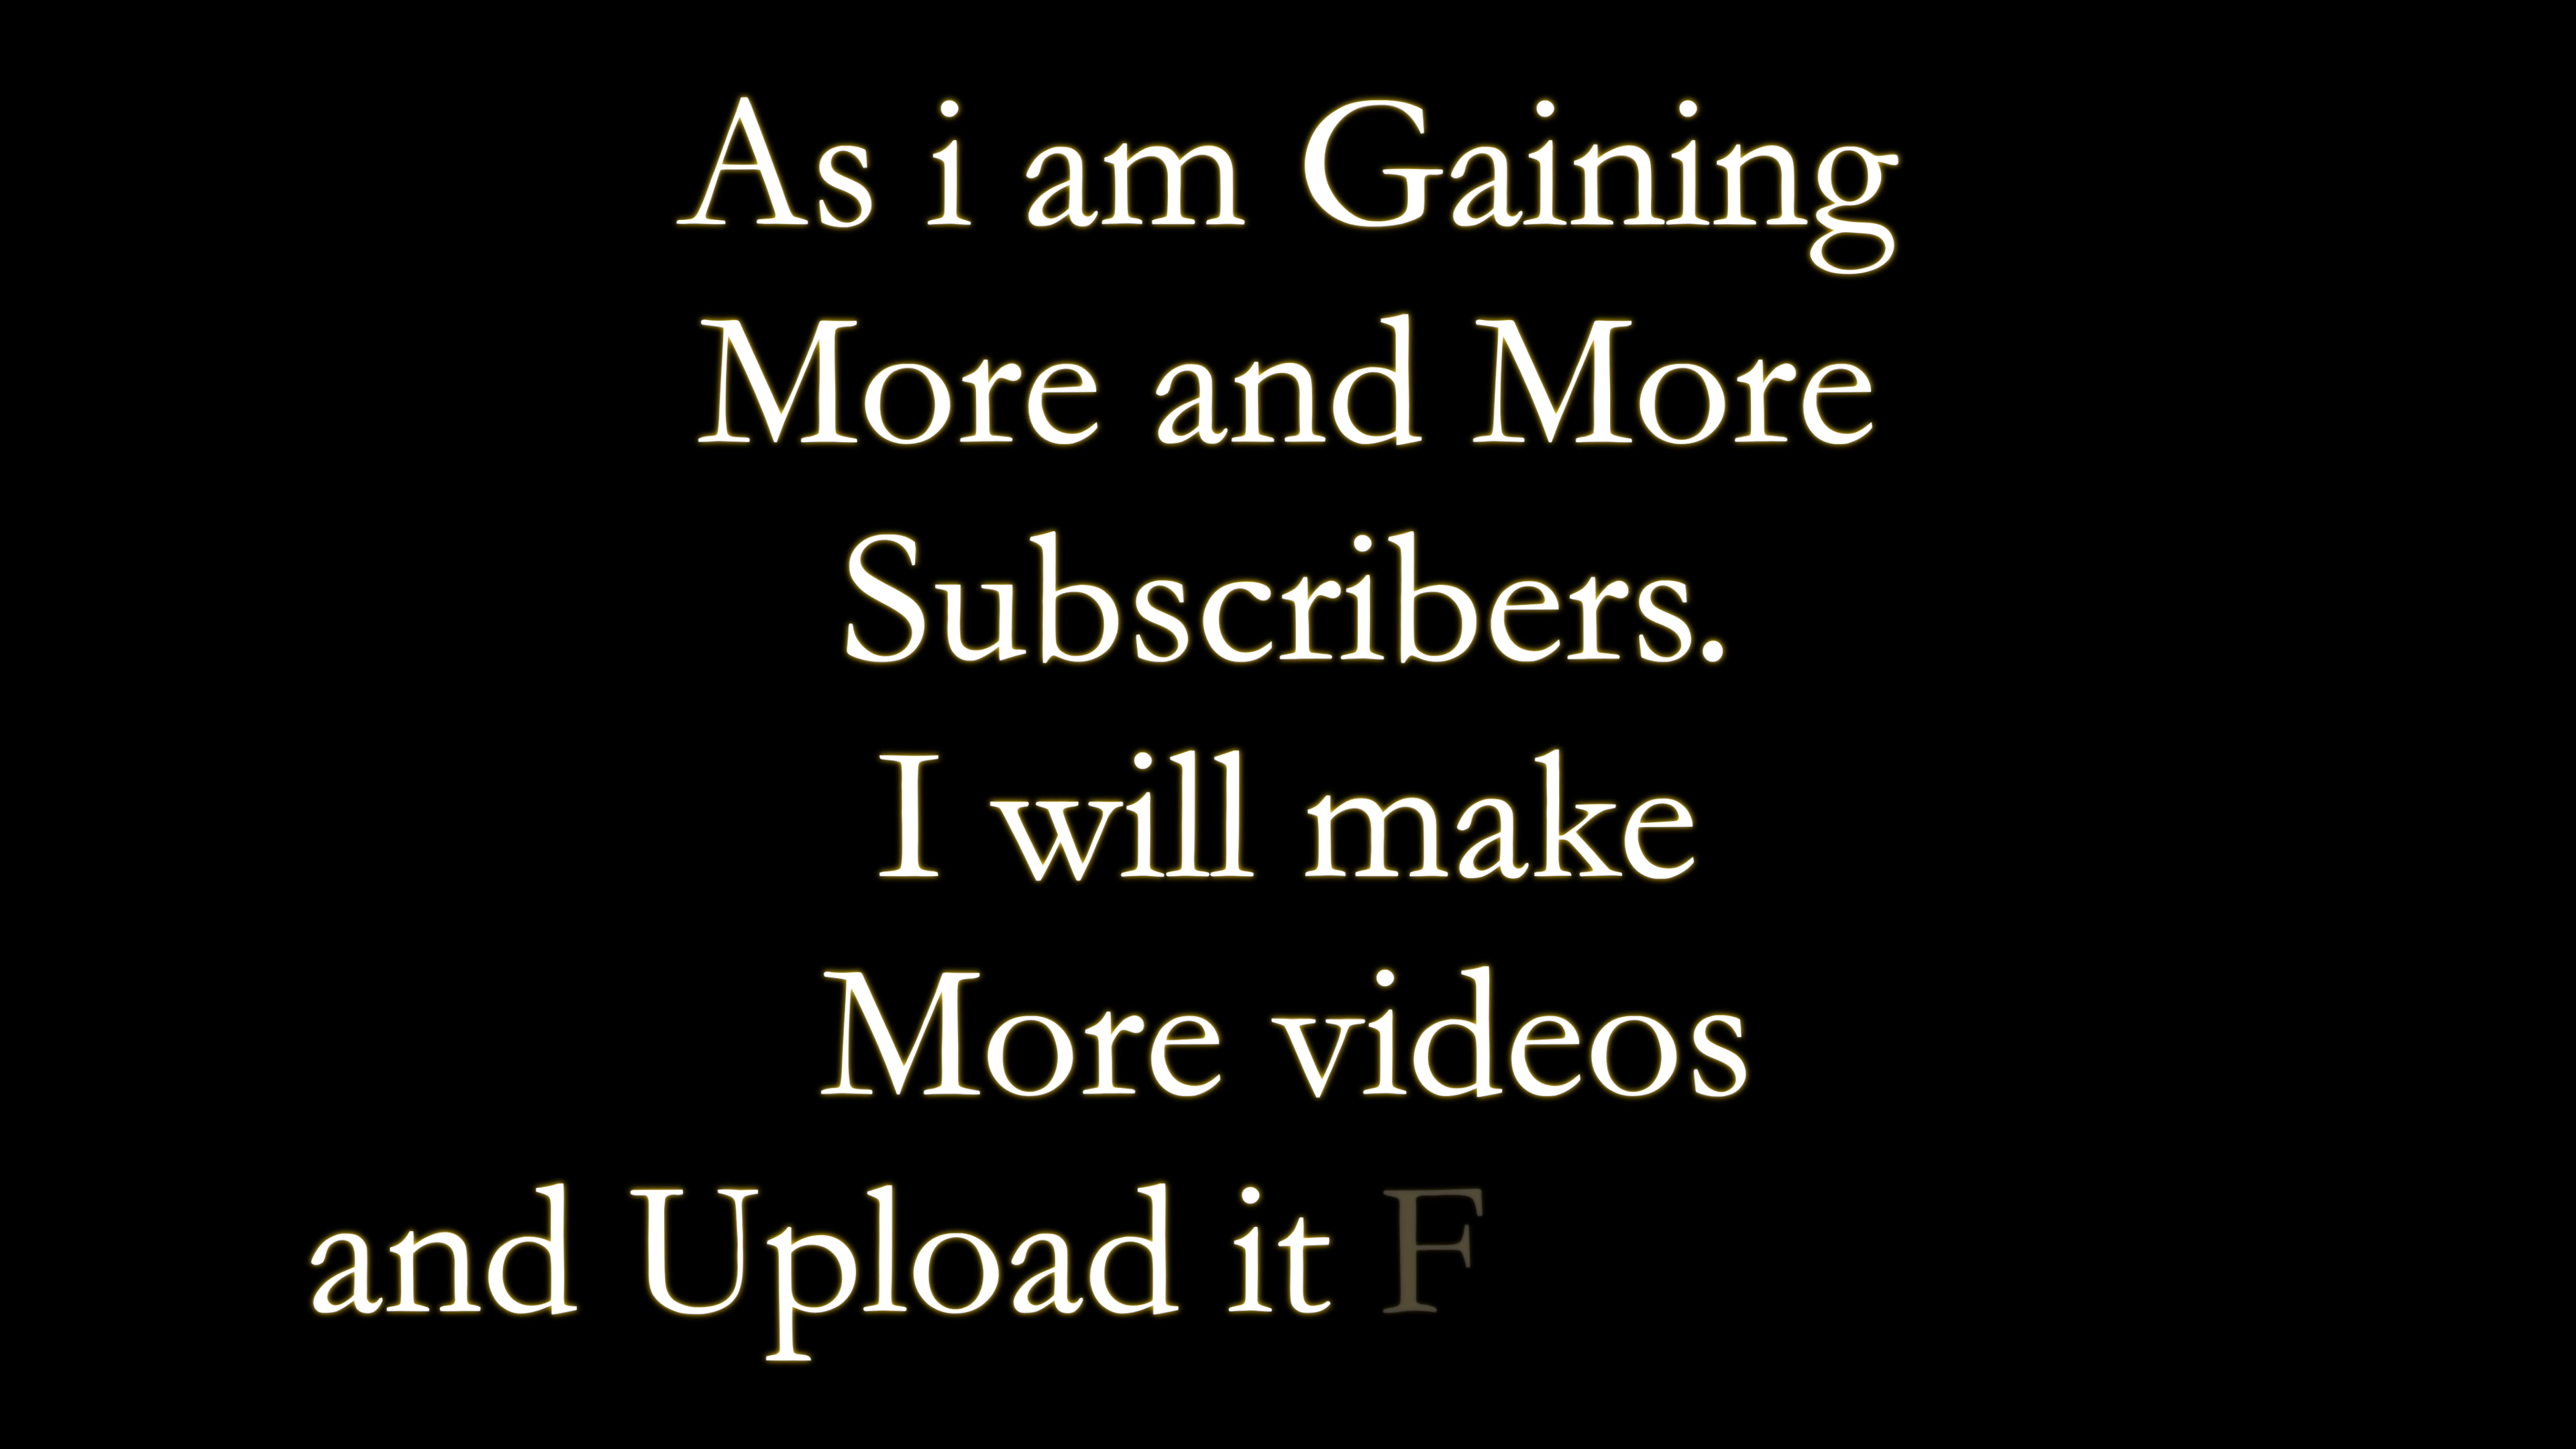 As i am Gaining
More and More
Subscribers.
I will make
More videos
and Upload it F